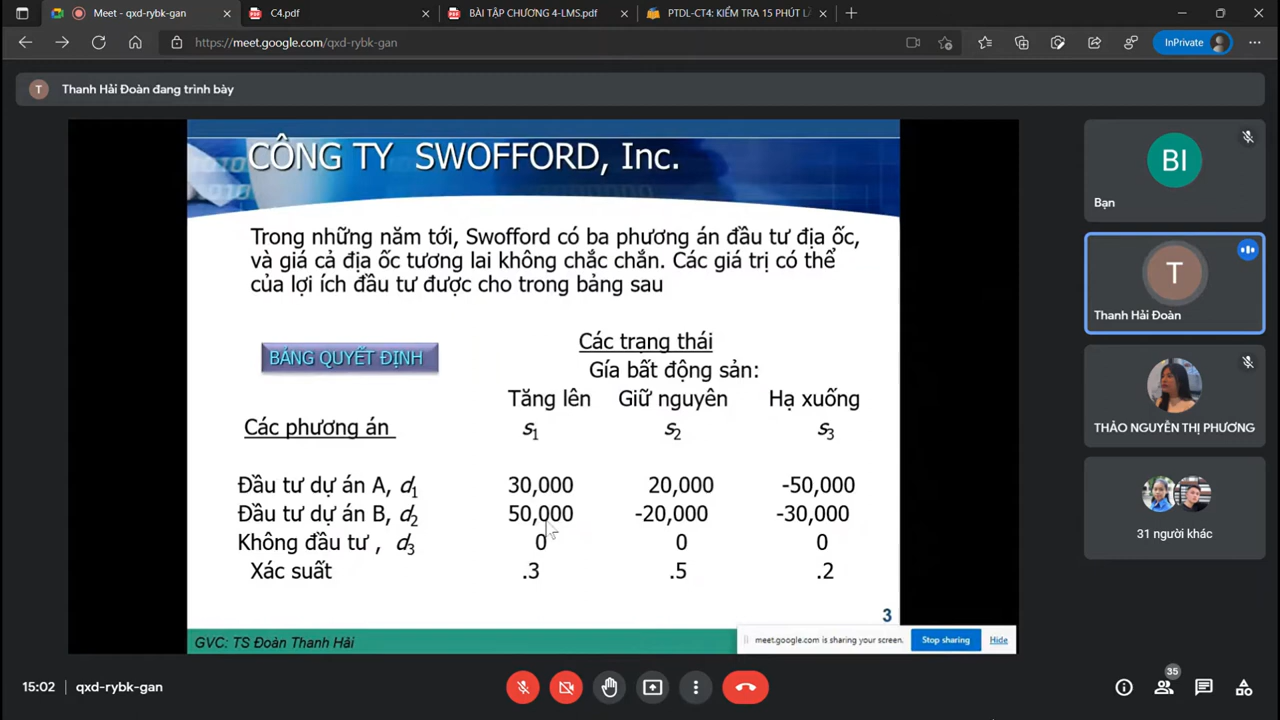 Meet - qxd-rybk-gan
C4.pdf
BÀI TẬP CHƯƠNG 4-LMS.pdf
PTDL-CT4: KIỂM TRA 15 PHÚT L
https://meet.google.com/qxd-rybk-gan
InPrivate
T
Thanh Hải Đoàn đang trình bày
CÔNG TY SWOFFORD, Inc.
Trong những năm tới, Swofford có ba phương án đầu tư địa ốc,
và giá cả địa ốc tương lai không chắc chắn. Các giá trị có thể
của lợi ích đầu tư được cho trong bảng sau
Các trạng thái
BẢNG QUYẾT ĐỊNH
Gía bất động sản:
Tăng lên Giữ nguyên Hạ xuống
Các phương án s1 s2 s3
Đầu tư dự án A, d1 30,000 20,000 -50,000
Đầu tư dự án B, d2 50,000 -20,000 -30,000
Không đầu tư , d3 0 0 0
Xác suất .3 .5 .2
3
GVC: TS Đoàn Thanh Hải
meet.google.com is sharing your screen. Stop sharing Hide
BI
Bạn
T
Thanh Hải Đoàn
THẢO NGUYỄN THỊ PHƯƠNG
31 người khác
15:02 | qxd-rybk-gan
35